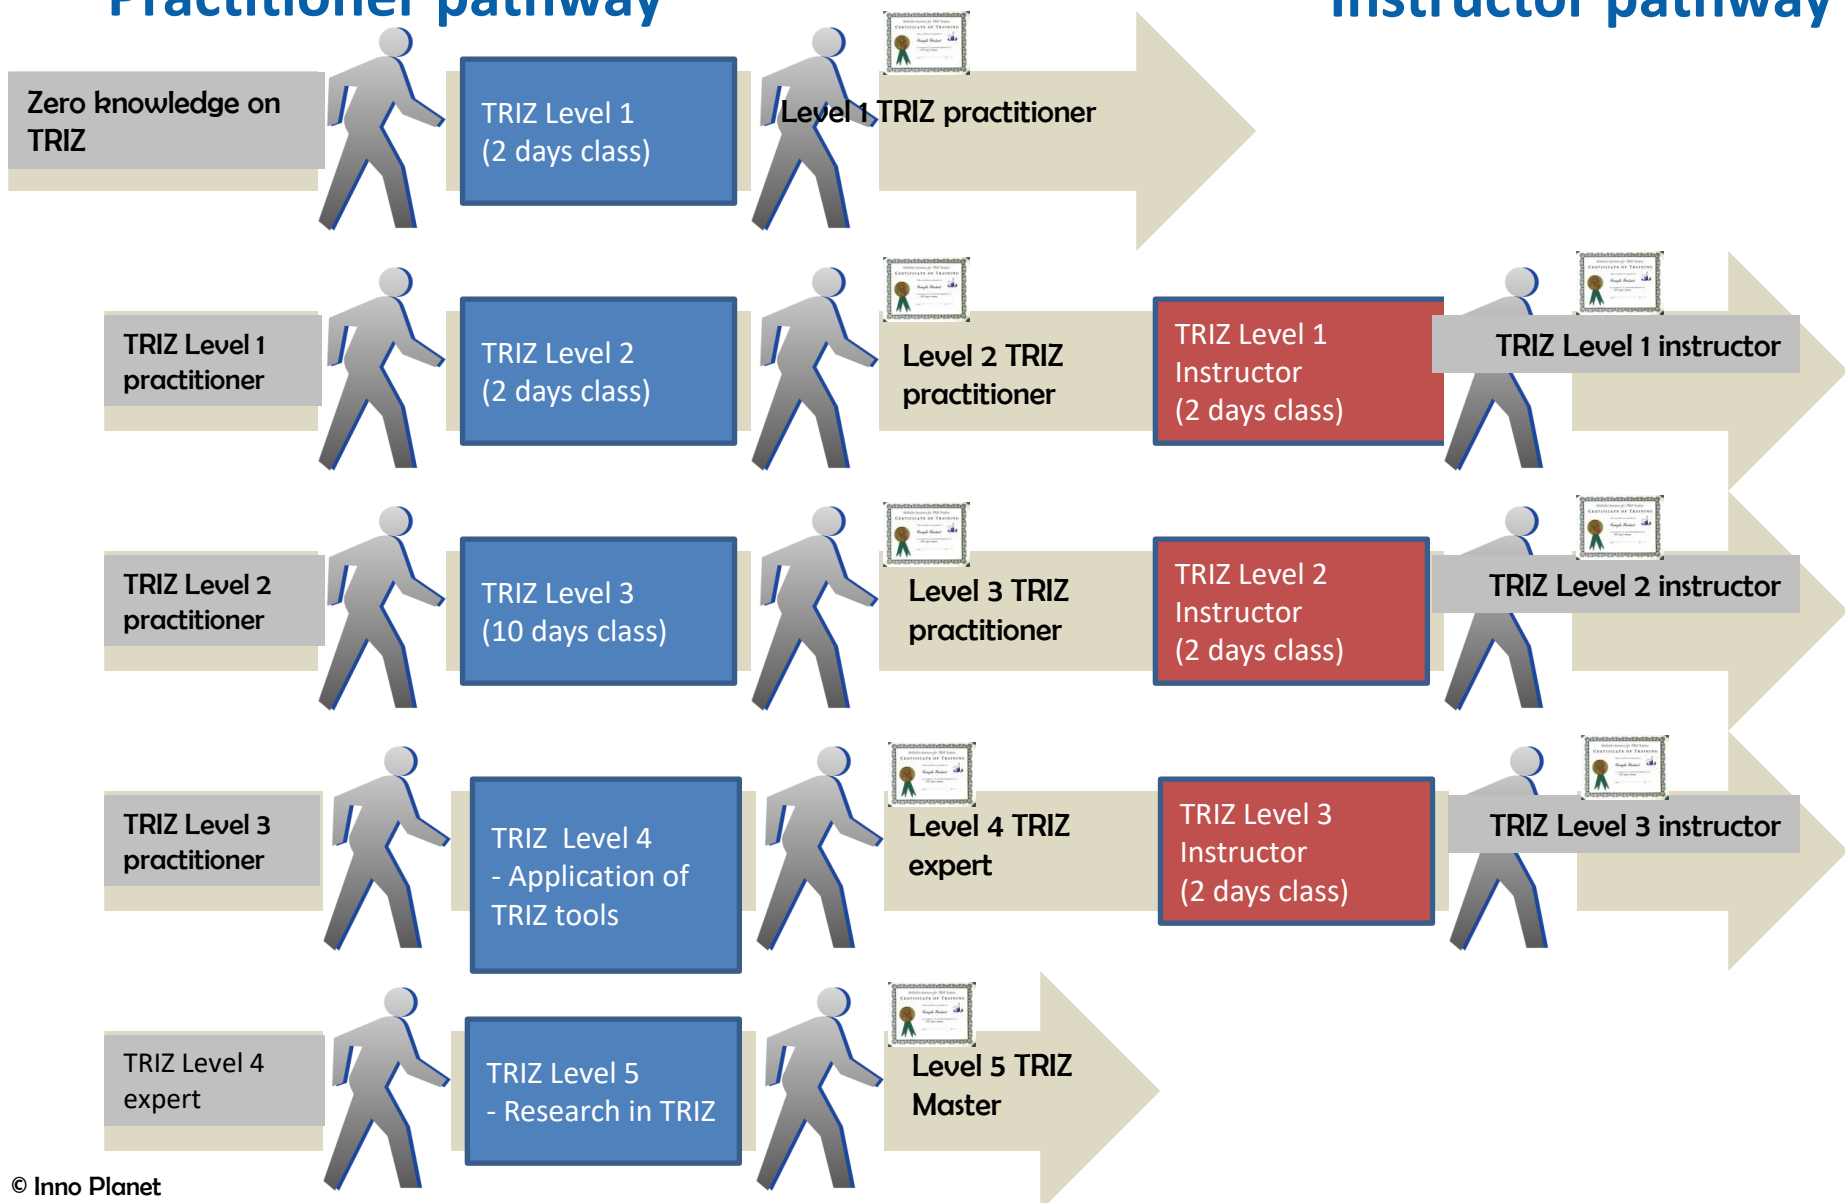 Practitioner pathway
Instructor pathway
Zero knowledge on
TRIZ
TRIZ Level 1
(2 days class)
Level 1 TRIZ practitioner
TRIZ Level 1
practitioner
TRIZ Level 2
(2 days class)
Level 2 TRIZ
practitioner
TRIZ Level 1
Instructor
(2 days class)
TRIZ Level 1 instructor
TRIZ Level 2
practitioner
TRIZ Level 3
(10 days class)
Level 3 TRIZ
practitioner
TRIZ Level 2
Instructor
(2 days class)
TRIZ Level 2 instructor
TRIZ Level 3
practitioner
TRIZ  Level 4
- Application of
TRIZ tools
Level 4 TRIZ
expert
TRIZ Level 3
Instructor
(2 days class)
TRIZ Level 3 instructor
TRIZ Level 4
expert
TRIZ Level 5
- Research in TRIZ
Level 5 TRIZ
Master
© Inno Planet